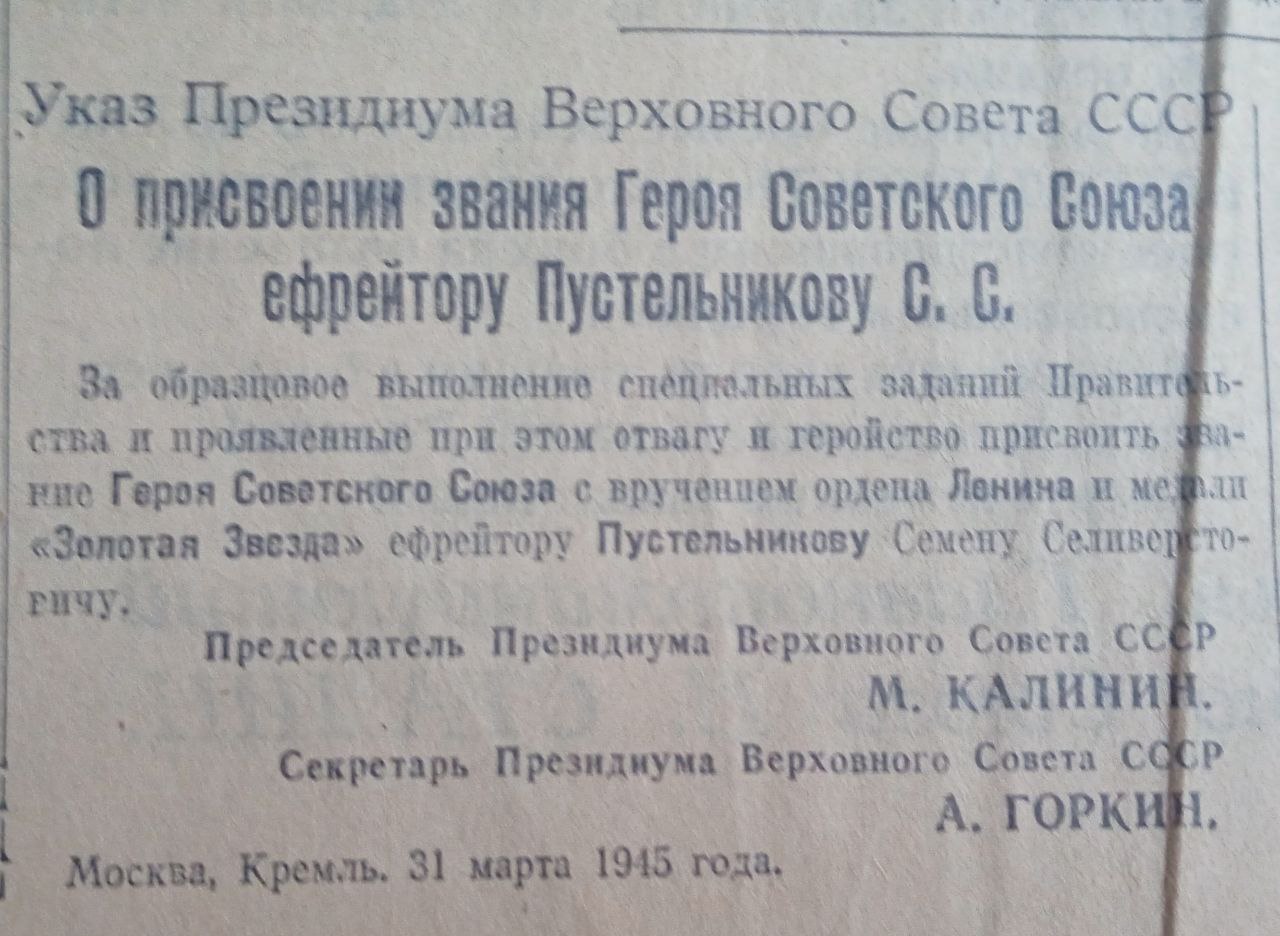 Указ Президиума Верховного Совета СССР
О присвоении звания Героя Советского Союза
ефрейтору Пустельникову С. С.
За образцовое выполнение специальных заданий Правитель-
ства и проявленные при этом отвагу и геройство присвоить зва-
ние Героя Советского Союза с вручением ордена Ленина и медали
«Золотая Звезда» ефрейтору Пустельникову Семену Селиверсто-
вичу.
Председатель Президиума Верховного Совета СССР
М. КАЛИНИН.
Секретарь Президиума Верховного Совета СССР
А. ГОРКИН.
Москва, Кремль. 31 марта 1945 года.